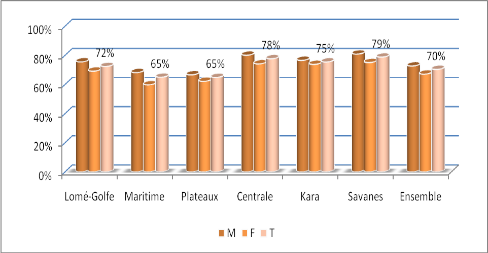 100%
80%
60%
40%
20%
0%
72% 65% 65% 78% 75% 79% 70%
Lomé-Golfe Maritime Plateaux Centrale Kara Savanes Ensemble
M F T